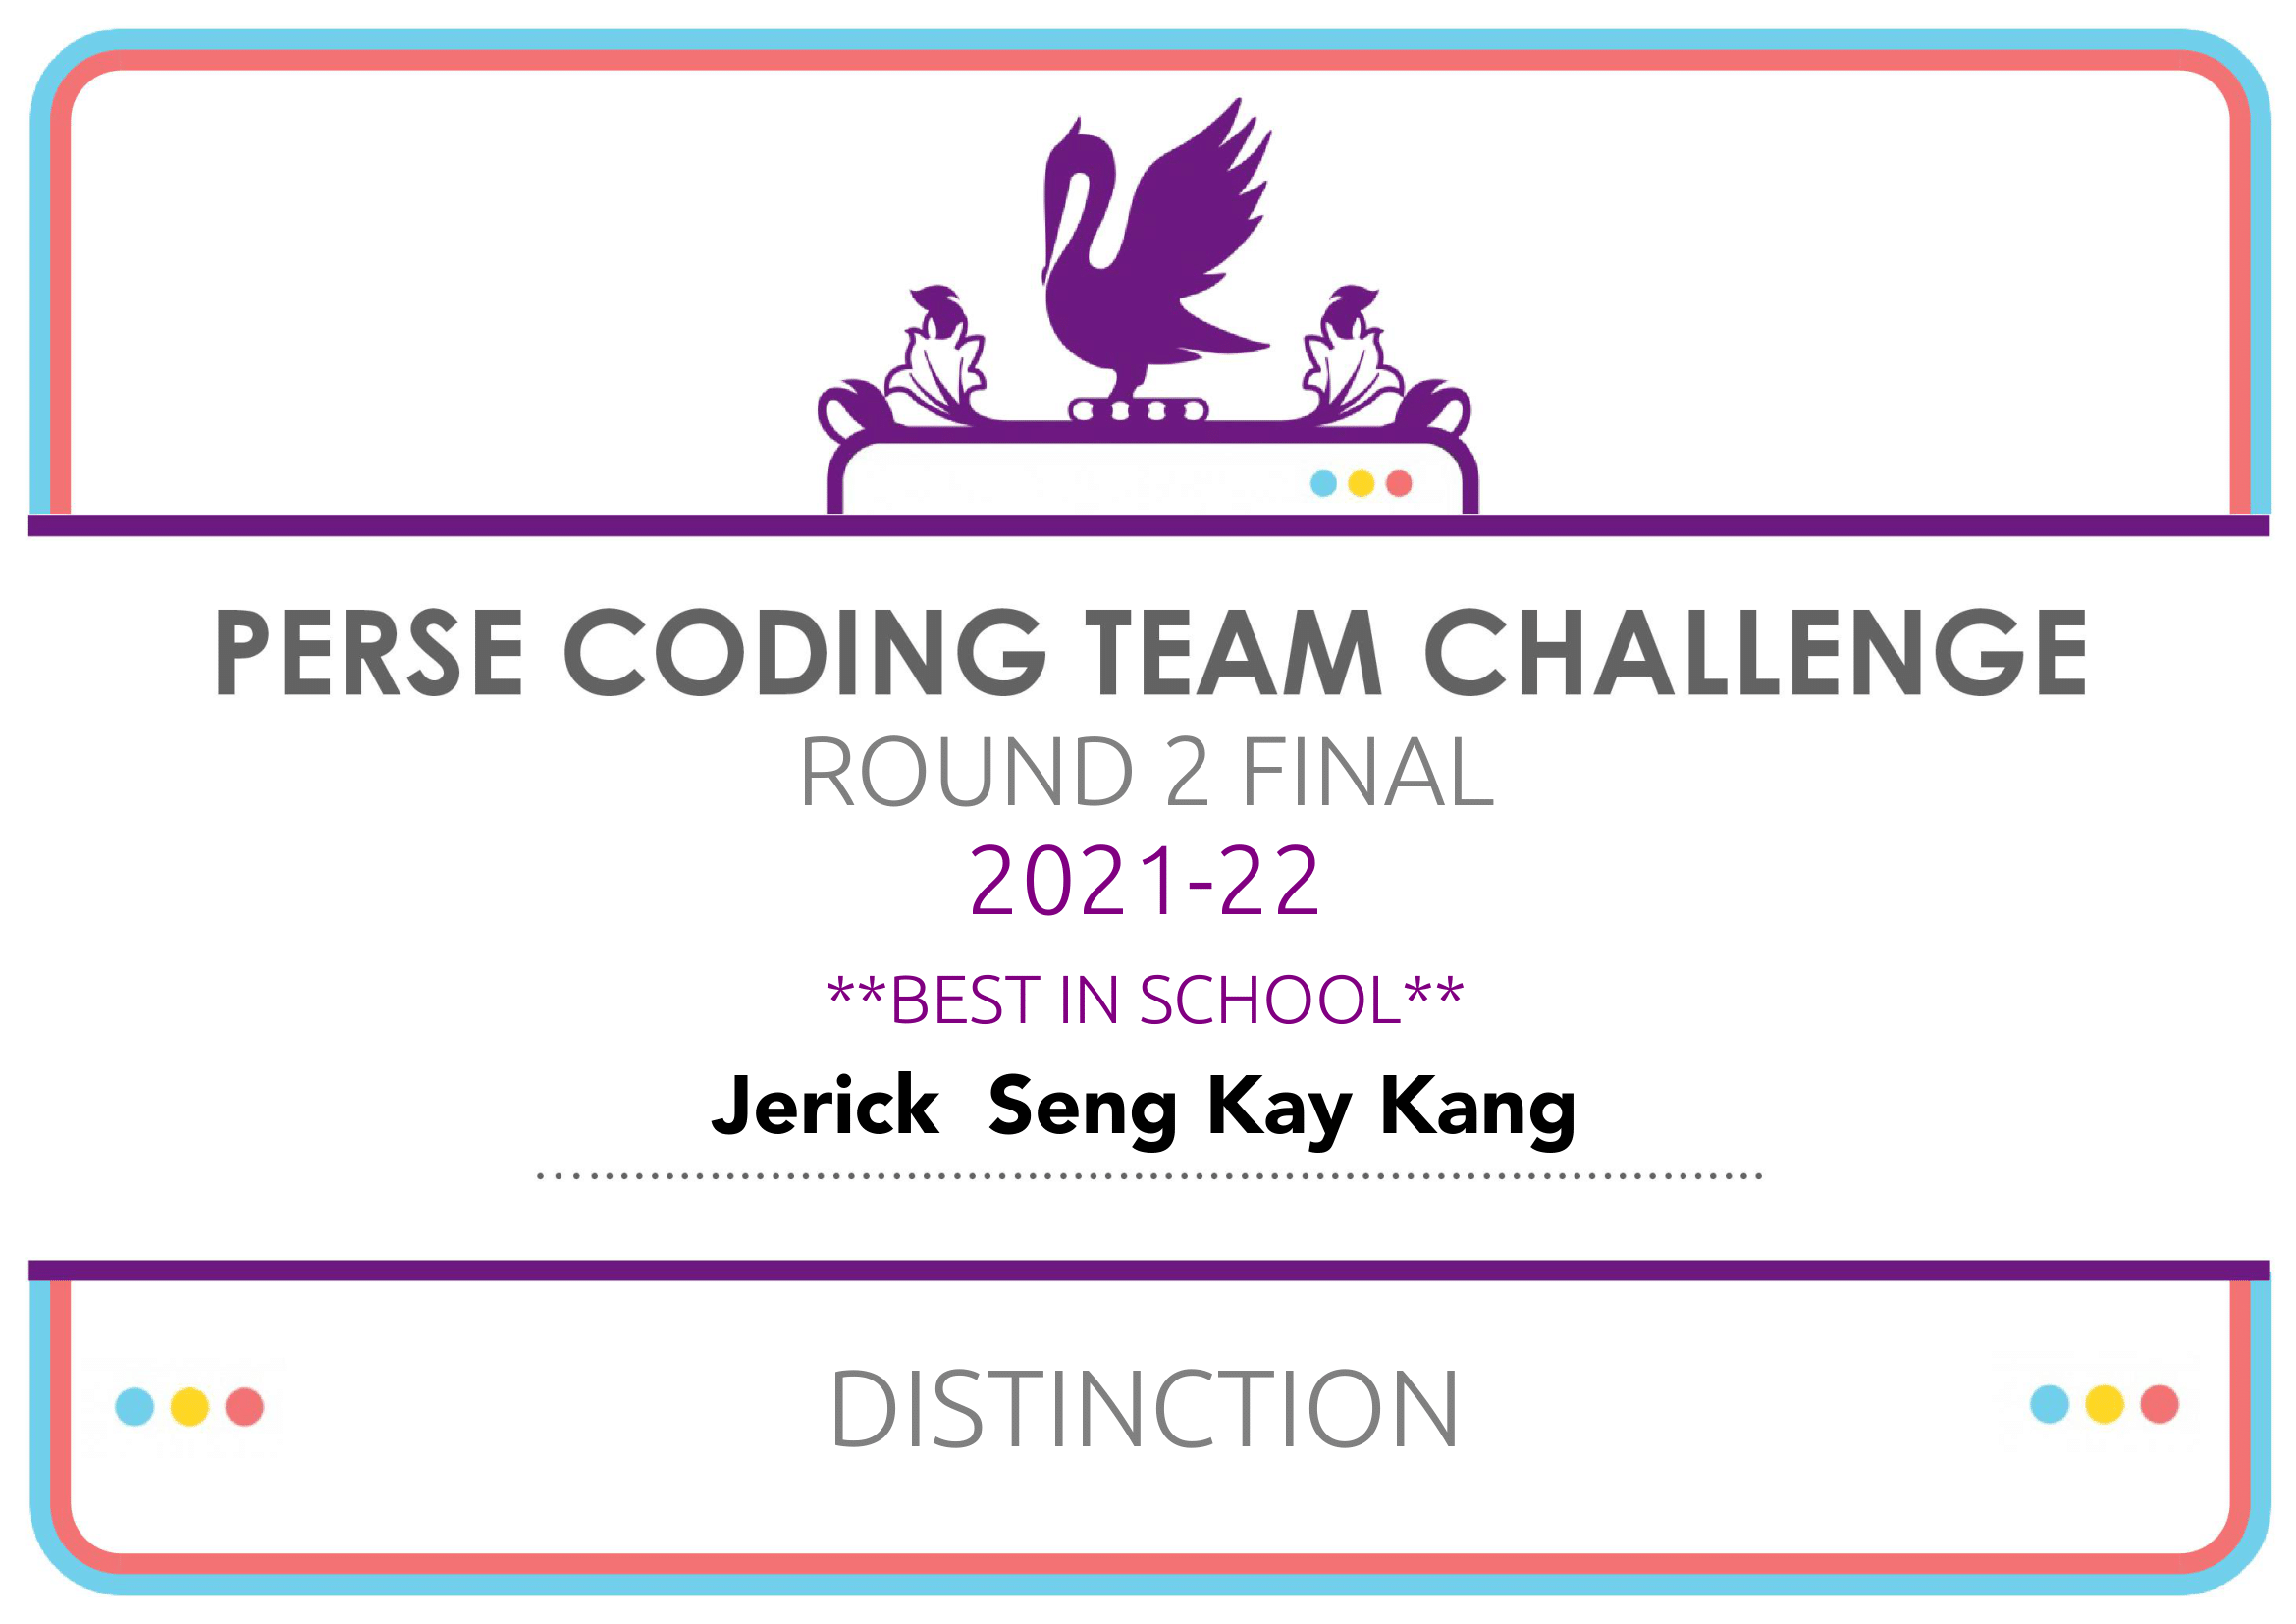 PERSE CODING TEAM CHALLENGE
ROUND 2 FINAL
2021-22
**BEST IN SCHOOL**
Jerick  Seng Kay Kang
DISTINCTION